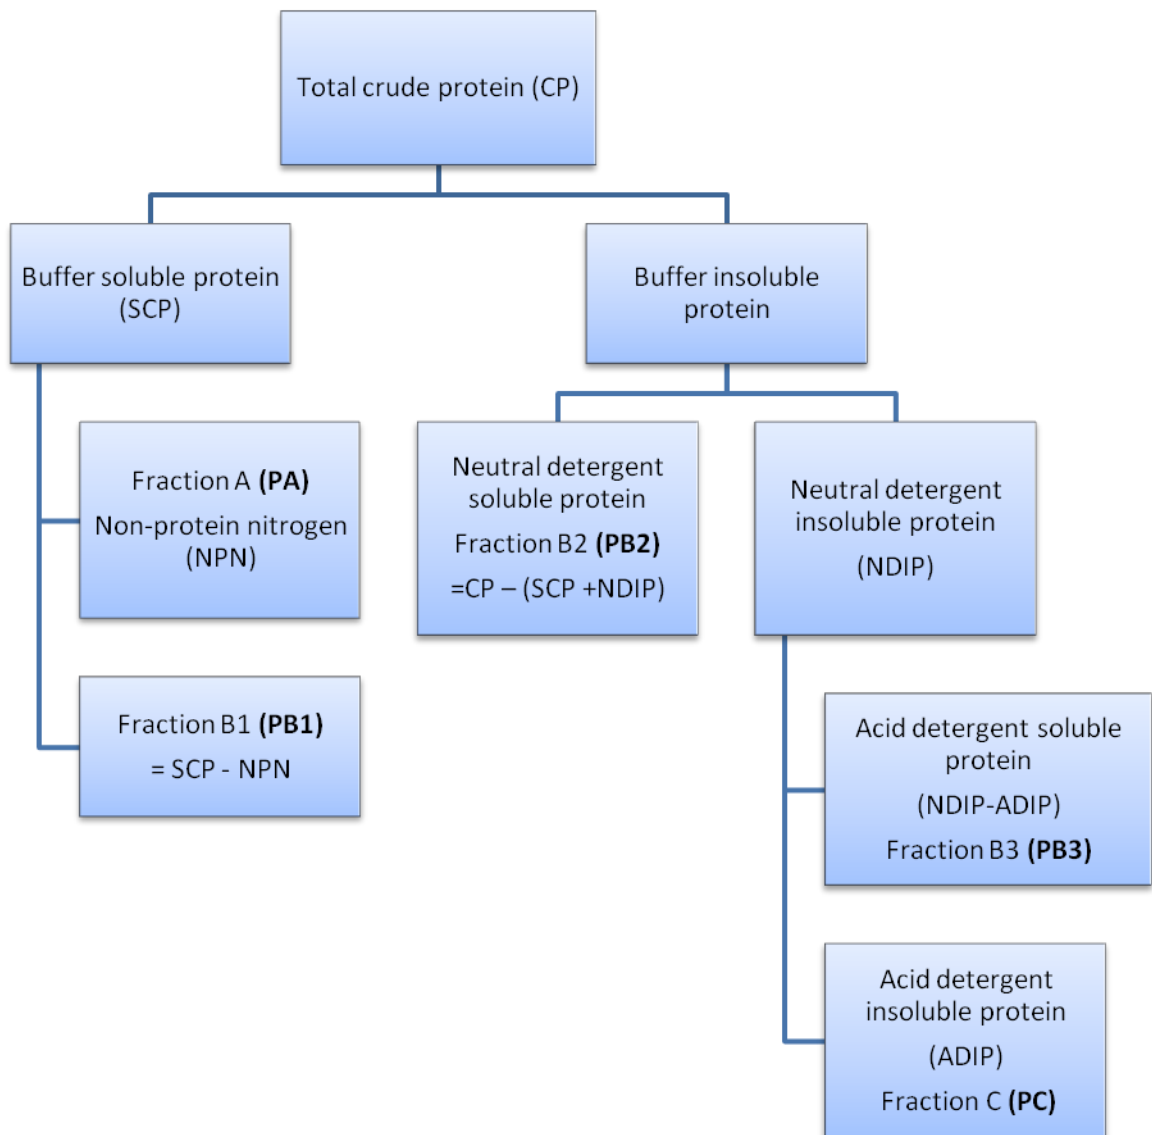 Total crude protein (CP)
Buffer soluble protein
(SCP)
Buffer insoluble
protein
Fraction A (PA)
Non-protein nitrogen
(NPN)
Neutral detergent
soluble protein
Fraction B2 (PB2)
=CP – (SCP +NDIP)
Neutral detergent
insoluble protein
(NDIP)
Fraction B1 (PB1)
= SCP - NPN
Acid detergent soluble
protein
(NDIP-ADIP)
Fraction B3 (PB3)
Acid detergent
insoluble protein
(ADIP)
Fraction C (PC)